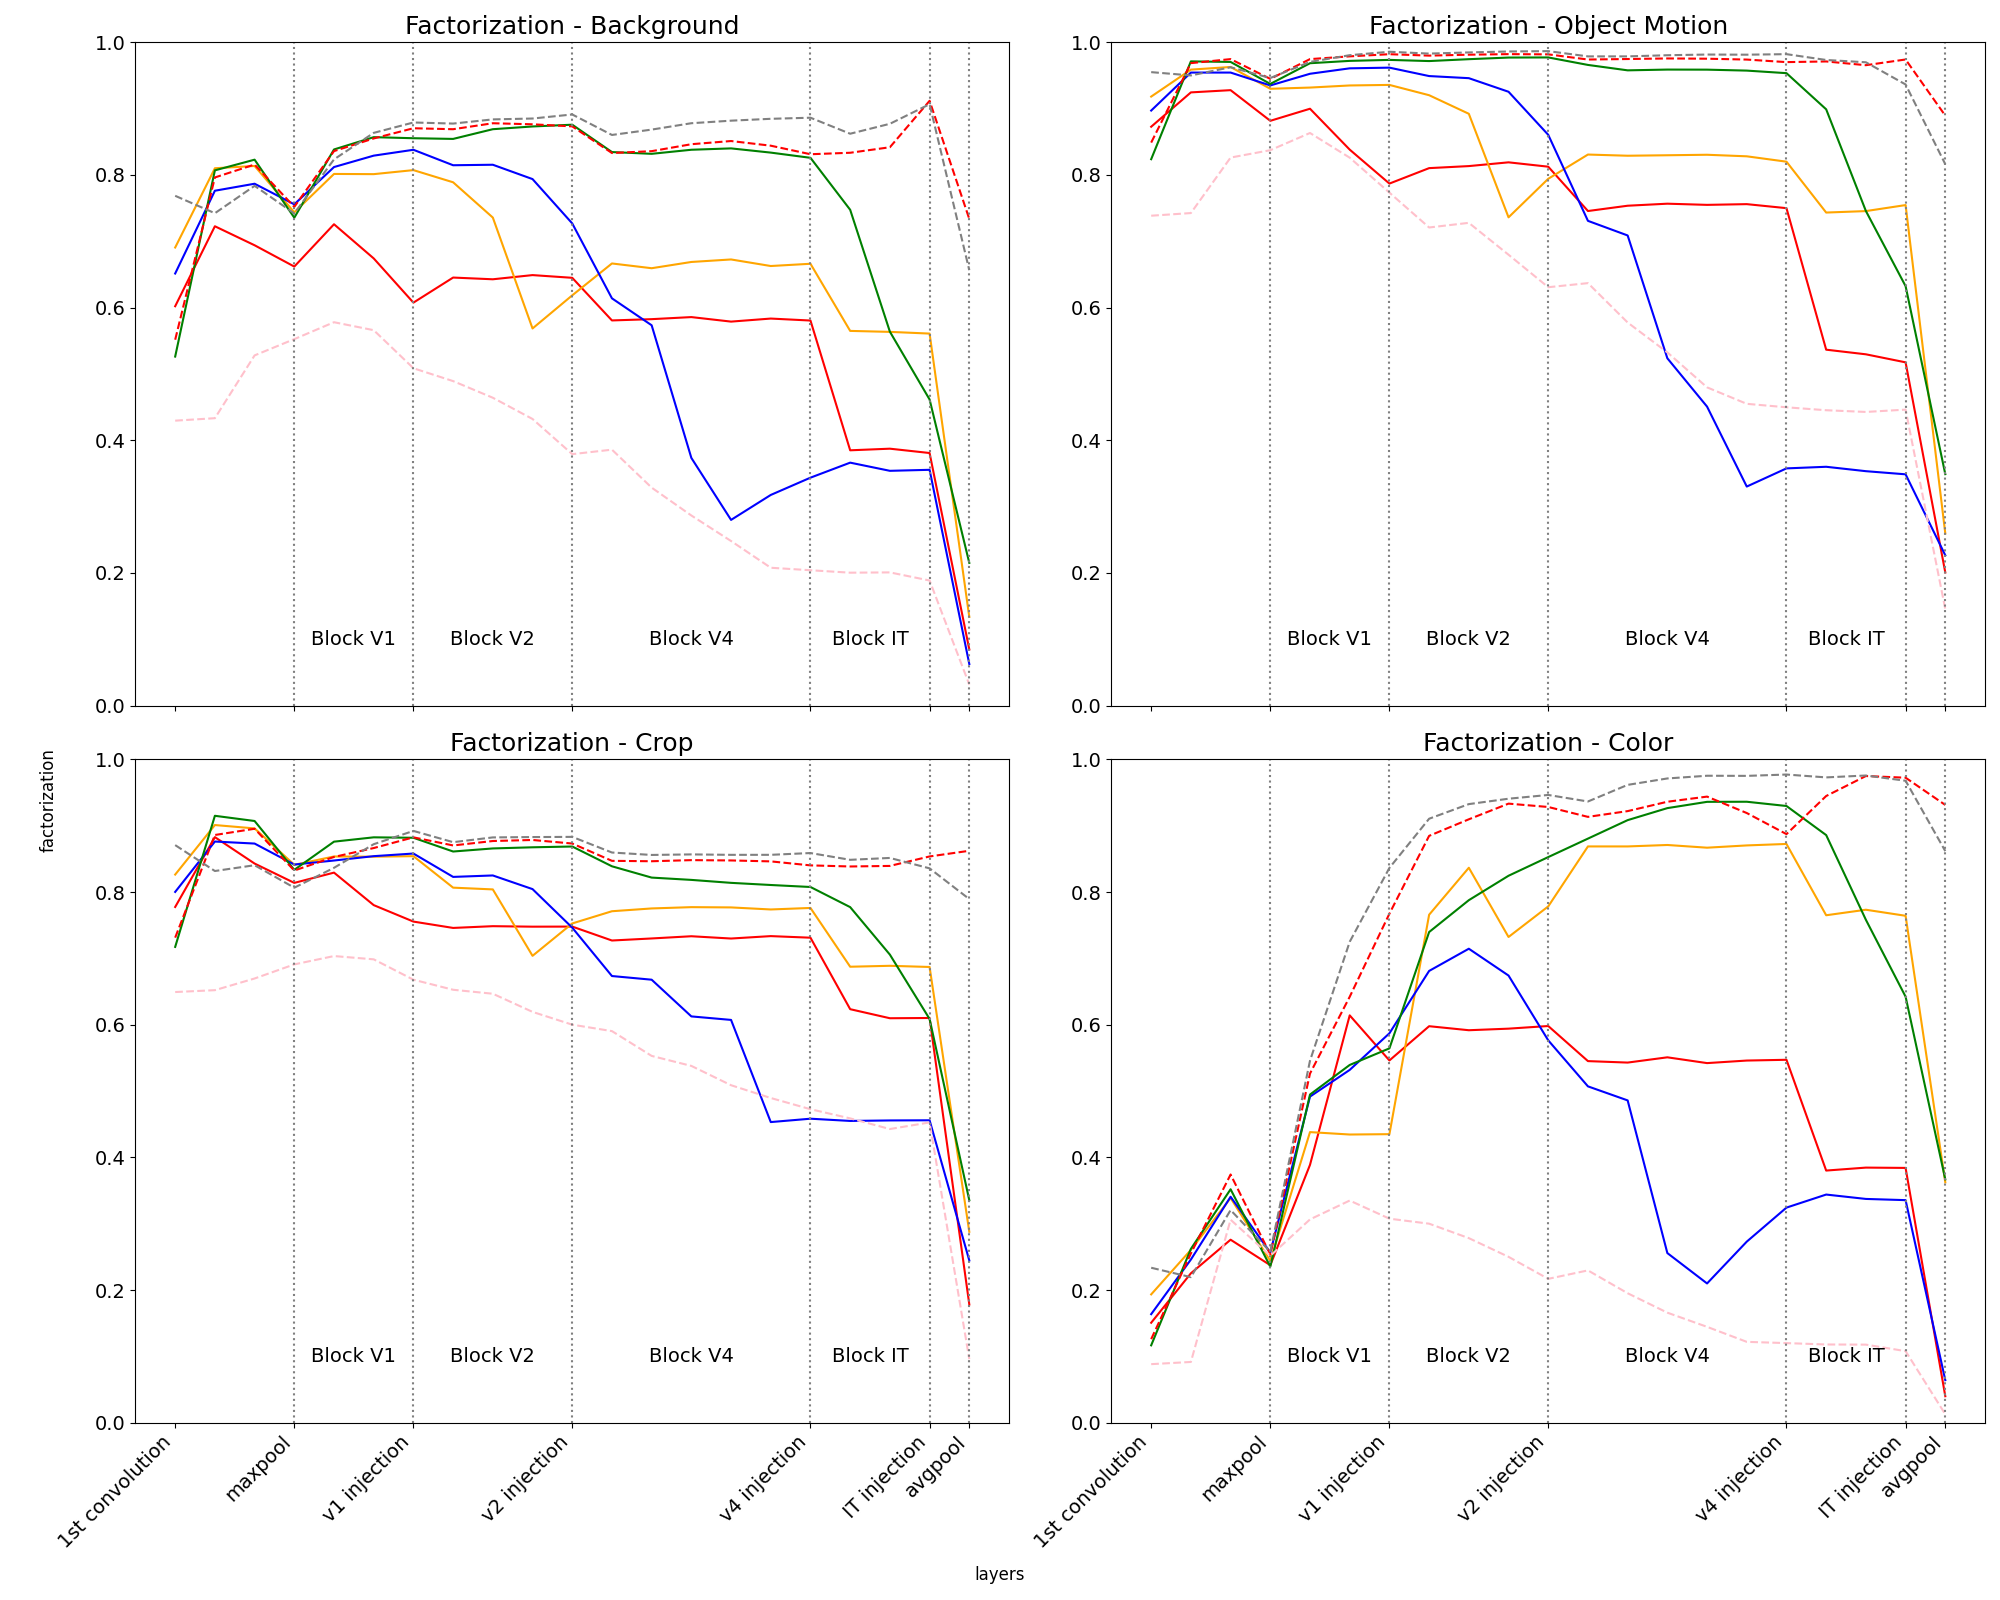 Factorization - Background
1.0
0.8
0.6
0.4
0.2
0.0
Block V1
Block V2
Block V4
Block IT
Factorization - Object Motion
1.0
0.8
0.6
0.4
0.2
0.0
Block V1
Block V2
Block V4
Block IT
factorization
Factorization - Crop
1.0
0.8
0.6
0.4
0.2
0.0
Block V1
Block V2
Block V4
Block IT
1st convolution
maxpool
v1 injection
v2 injection
v4 injection
IT injection
avgpool
Factorization - Color
1.0
0.8
0.6
0.4
0.2
0.0
Block V1
Block V2
Block V4
Block IT
1st convolution
maxpool
v1 injection
v2 injection
v4 injection
IT injection
avgpool
layers